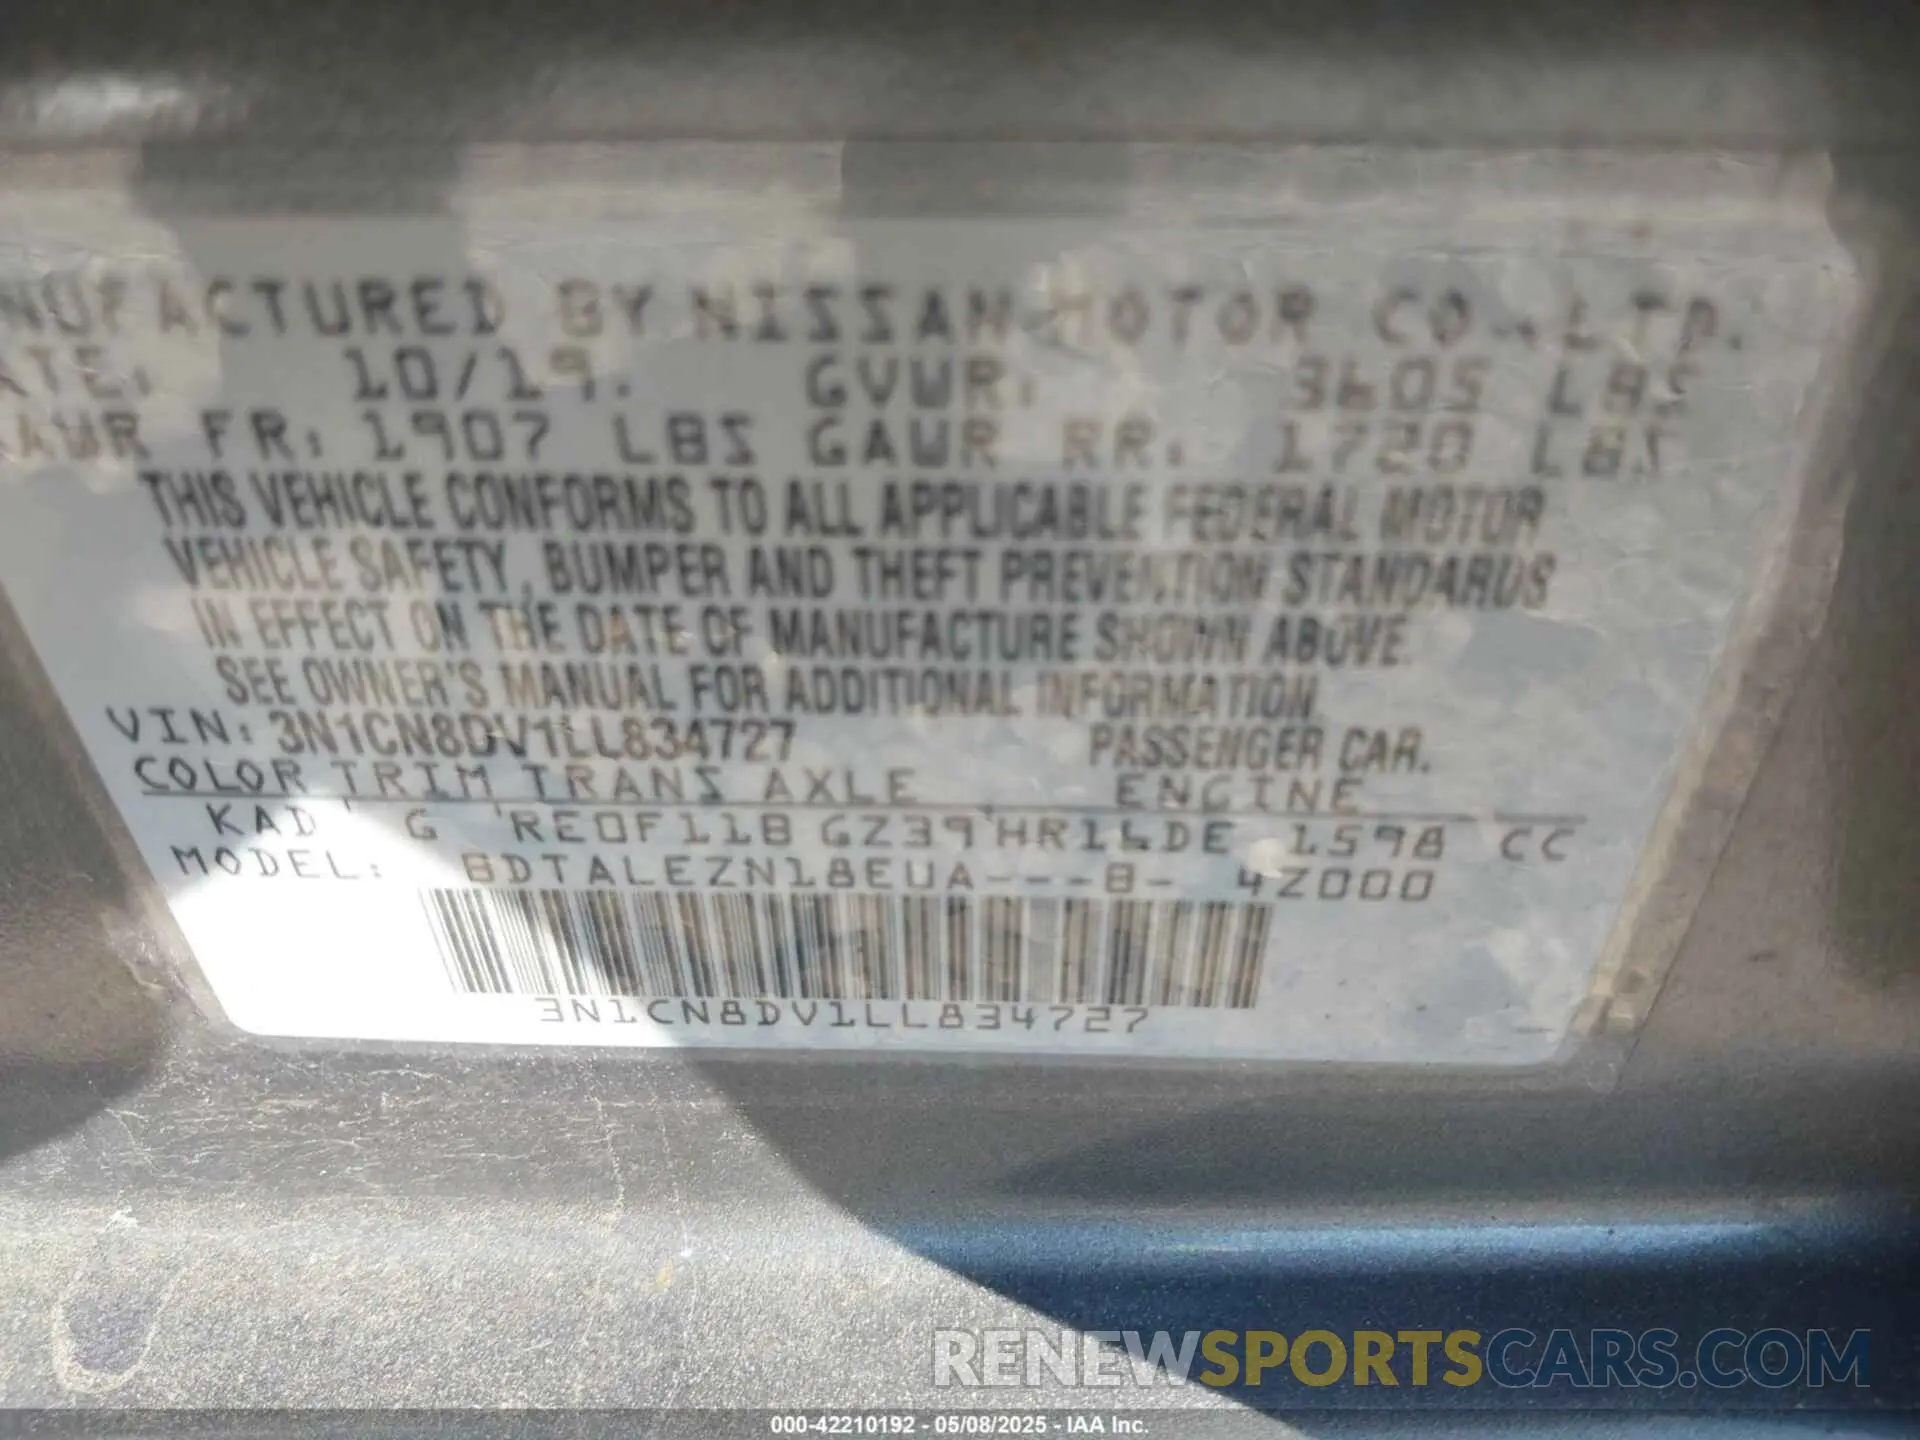 NUFACTURED BY NISSAN MOTOR CO.,LTD.
ATE: 10/19. GVWR: 3605 LBS
AWR FR: 1907 LBS GAWR RR: 1720 LBS
THIS VEHICLE CONFORMS TO ALL APPLICABLE FEDERAL MOTOR
VEHICLE SAFETY, BUMPER AND THEFT PREVENTION STANDARDS
IN EFFECT ON THE DATE OF MANUFACTURE SHOWN ABOVE.
SEE OWNER'S MANUAL FOR ADDITIONAL INFORMATION.
VIN: 3N1CN8DV1LL834727 PASSENGER CAR.
COLOR TRIM TRANS AXLE ENGINE
KAD G RE0F11B GZ39 HR16DE 1598 CC
MODEL: BDTALEZN18EUA---B- 4Z000
3N1CN8DV1LL834727
RENEWSPORTSCARS.COM
000-42210192 - 05/08/2025 - IAA Inc.